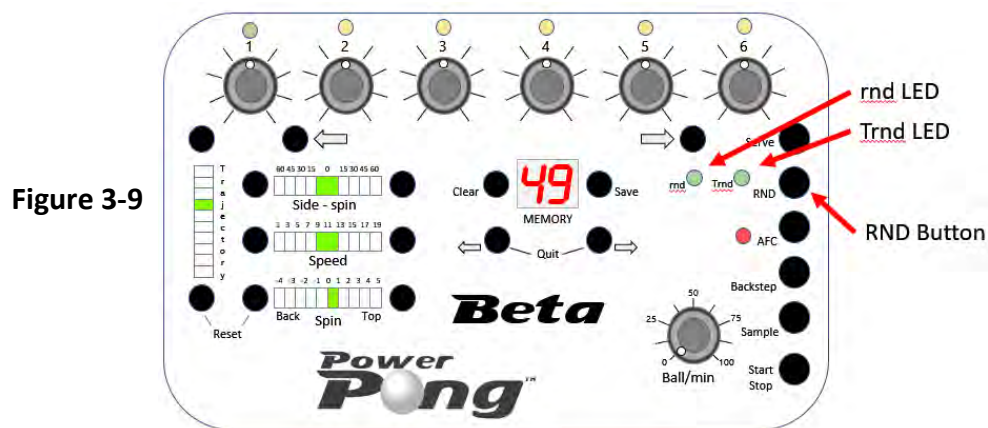 Figure 3-9
1 2 3 4 5 6
rnd LED
Trnd LED
RND Button
Serve
Trajectory
60 45 30 15 0 15 30 45 60
Side - spin
Clear
49
Save
MEMORY
rnd
Trnd
RND
1 3 5 7 9 11 13 15 17 19
Speed
Quit
AFC
Backstep
-4 -3 -2 -1 0 1 2 3 4 5
Back
Spin
Top
Reset
Beta
0 25 50 75 100
Ball/min
Sample
Start
Stop
Power
Pong™